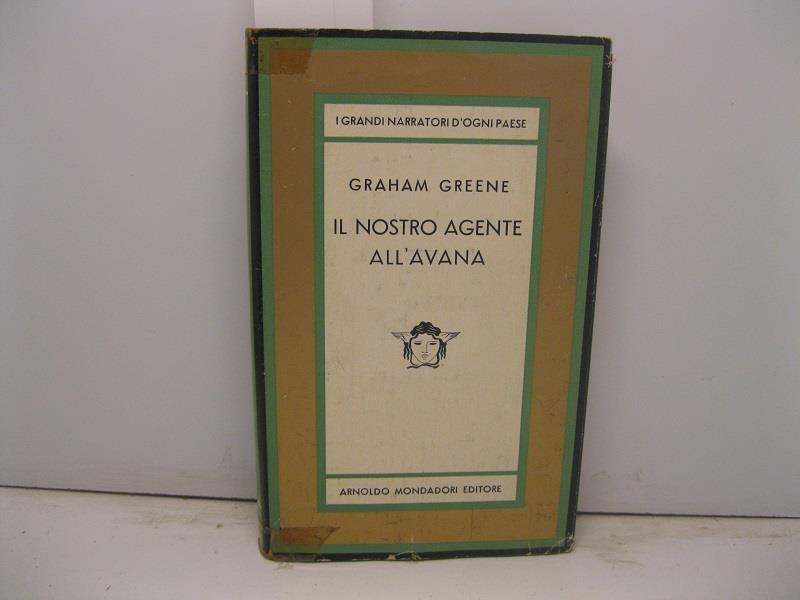 I GRANDI NARRATORI D'OGNI PAESE
GRAHAM GREENE
IL NOSTRO AGENTE
ALL'AVANA
ARNOLDO MONDADORI EDITORE